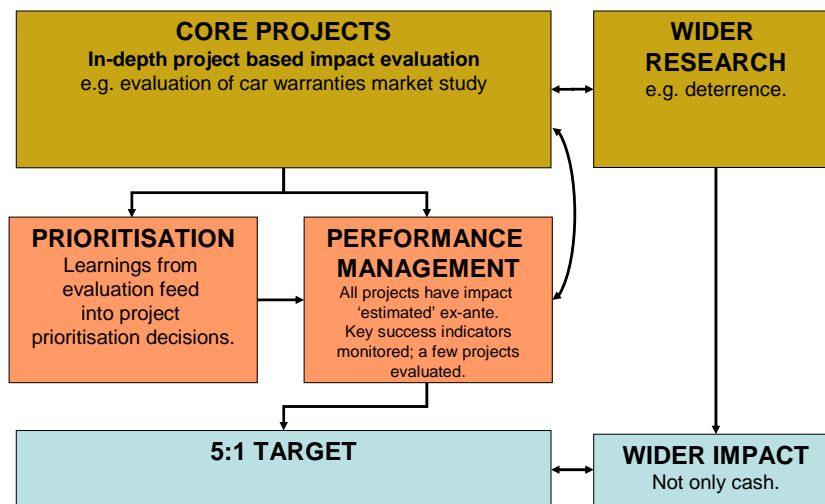 CORE PROJECTS
In-depth project based impact evaluation
e.g. evaluation of car warranties market study
WIDER
RESEARCH
e.g. deterrence.
PRIORITISATION
Learnings from
evaluation feed
into project
prioritisation decisions.
PERFORMANCE
MANAGEMENT
All projects have impact
‘estimated’ ex-ante.
Key success indicators
monitored; a few projects
evaluated.
5:1 TARGET
WIDER IMPACT
Not only cash.